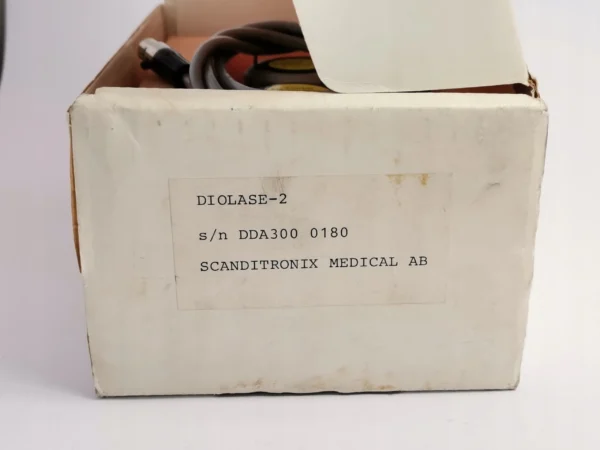 DIOLASE-2
s/n DDA300 0180
SCANDITRONIX MEDICAL AB